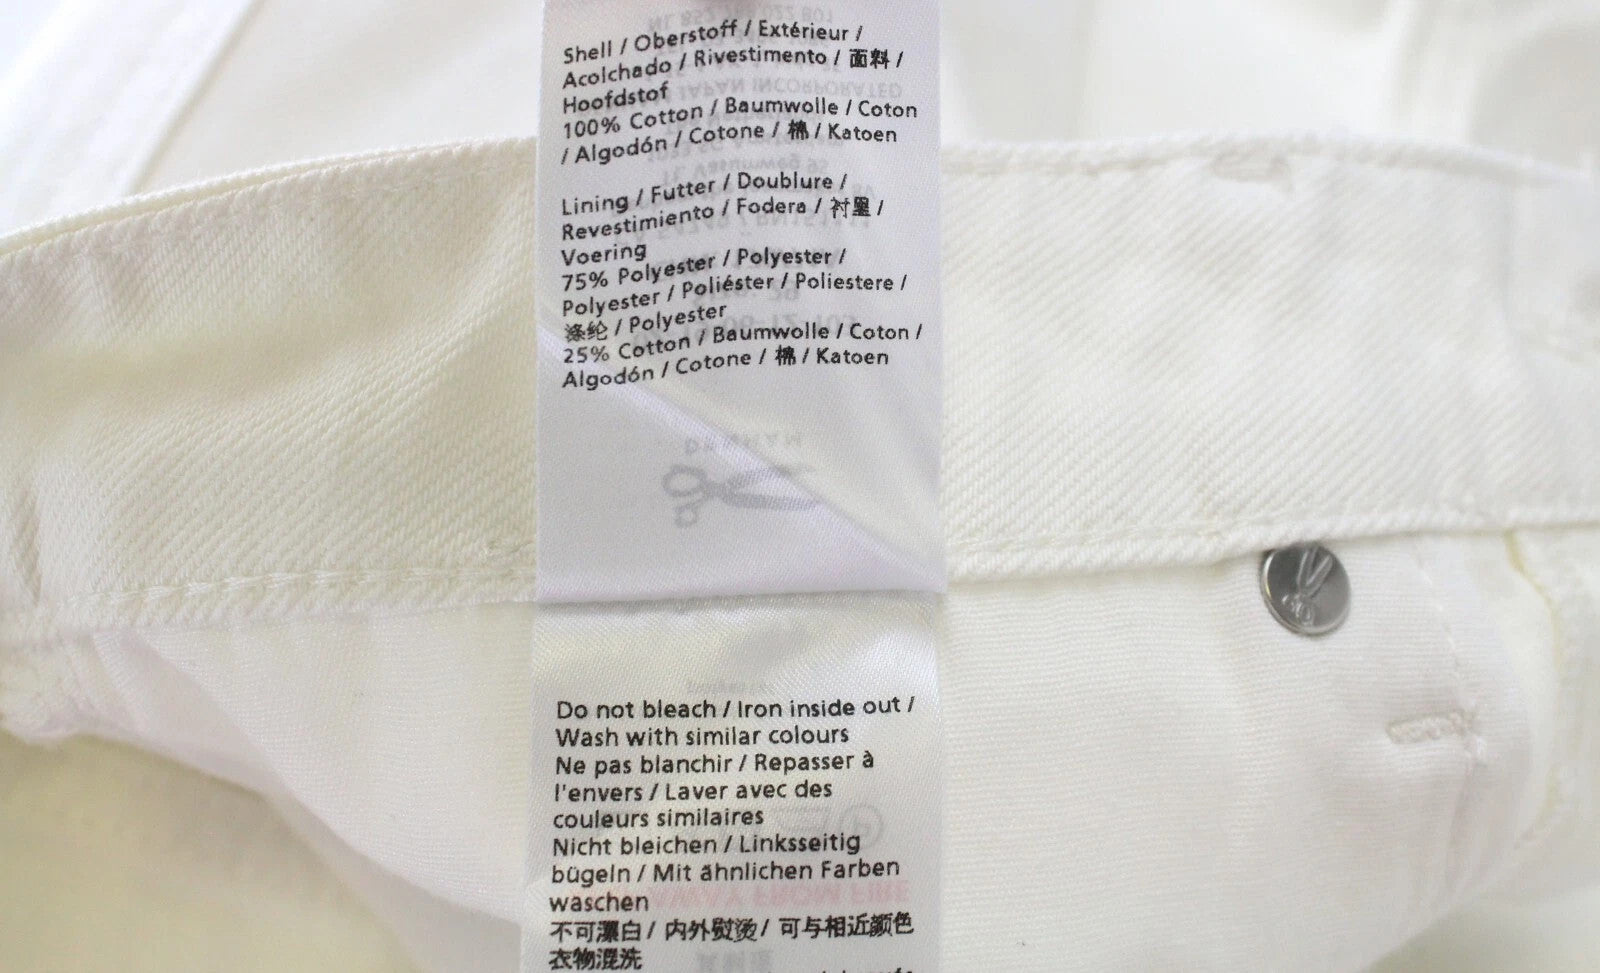 Shell / Oberstoff / Extérieur /
Acolchado / Rivestimento / 面料 /
Hoofdstof
100% Cotton / Baumwolle / Coton
/ Algodón / Cotone / 棉 / Katoen
Lining / Futter / Doublure /
Revestimiento / Fodera / 衬里 /
Voering
75% Polyester / Polyester /
Polyester / Poliéster / Poliestere /
涤纶 / Polyester
25% Cotton / Baumwolle / Coton /
Algodón / Cotone / 棉 / Katoen
DENHAM
Do not bleach / Iron inside out /
Wash with similar colours
Ne pas blanchir / Repasser à
l'envers / Laver avec des
couleurs similaires
Nicht bleichen / Linksseitig
bügeln / Mit ähnlichen Farben
waschen
AWAY FROM FIRE
不可漂白 / 内外熨烫 / 可与相近颜色
衣物混洗